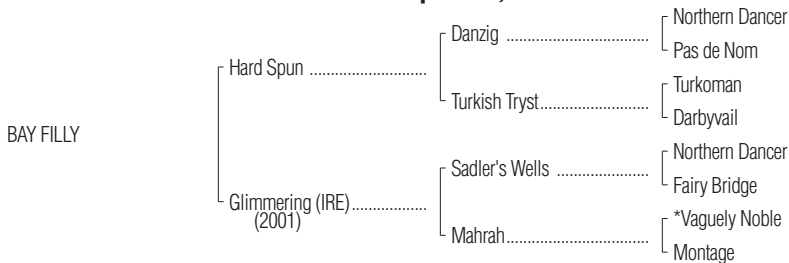 Northern Dancer
Danzig
Pas de Nom
Hard Spun
Turkoman
Turkish Tryst
Darbyvail
BAY FILLY
Northern Dancer
Sadler's Wells
Fairy Bridge
Glimmering (IRE)
(2001)
*Vaguely Noble
Mahrah
Montage